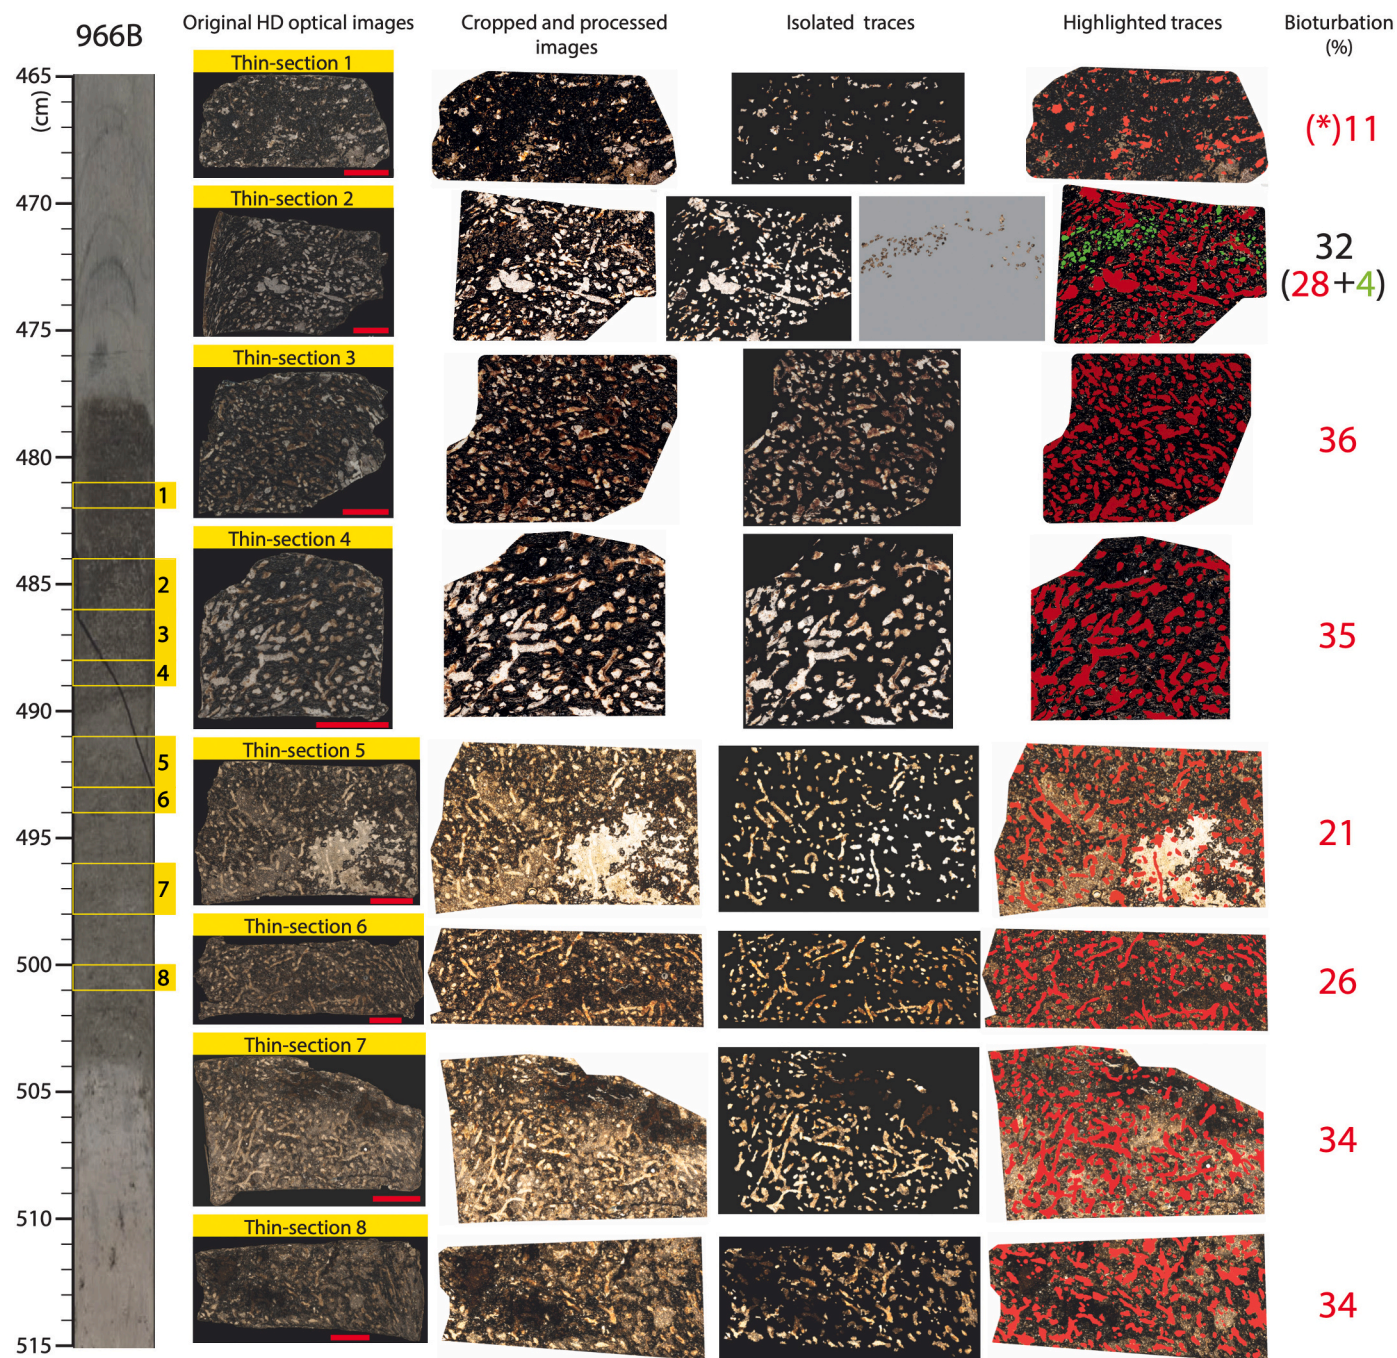 966B
Original HD optical images
Cropped and processed
images
Isolated traces
Highlighted traces
Bioturbation
(%)
465
(cm)
470
475
480
485
490
495
500
505
510
515
1
2
3
4
5
6
7
8
Thin-section 1
(*)11
Thin-section 2
32
(28+4)
Thin-section 3
36
Thin-section 4
35
Thin-section 5
21
Thin-section 6
26
Thin-section 7
34
Thin-section 8
34